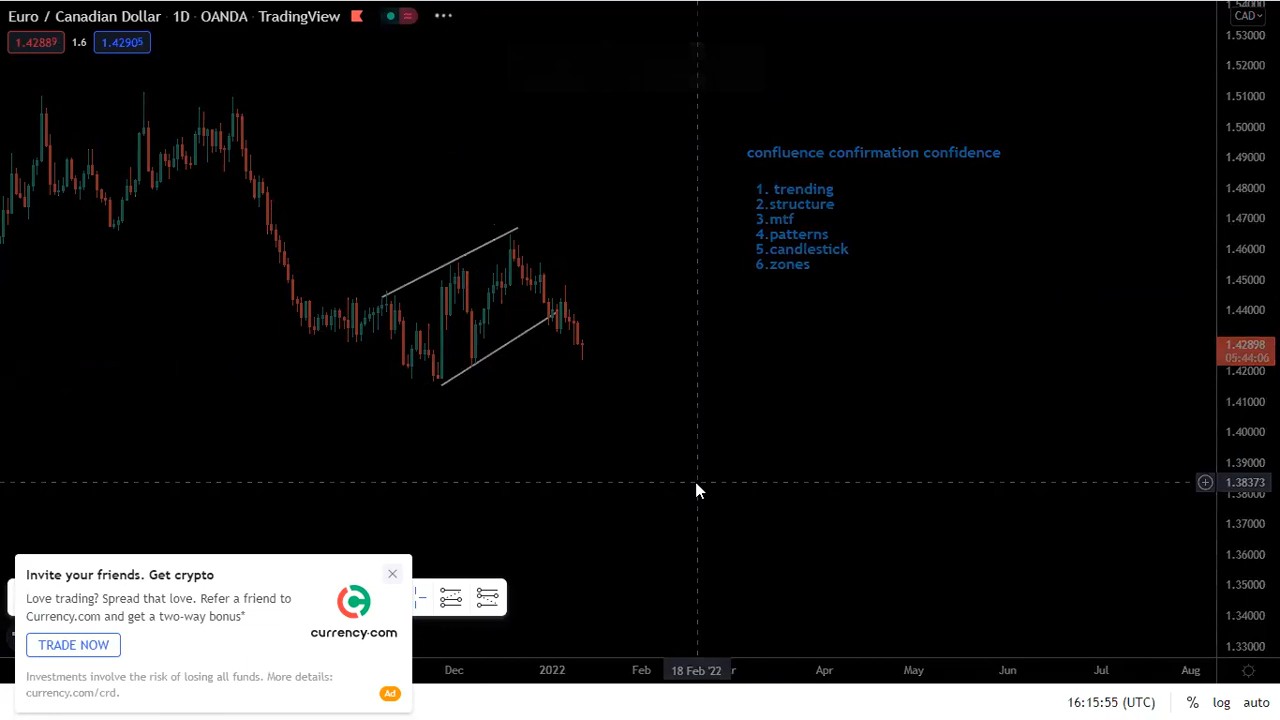 Euro / Canadian Dollar · 1D · OANDA · TradingView
1.42889 1.6 1.42905
CAD
1.54000
1.53000
1.52000
1.51000
1.50000
1.49000
1.48000
1.47000
1.46000
1.45000
1.44000
1.42898
05:44:06
1.42000
1.41000
1.40000
1.39000
1.38373
1.38000
1.37000
1.36000
1.35000
1.34000
1.33000
confluence confirmation confidence
1. trending
2.structure
3.mtf
4.patterns
5.candlestick
6.zones
Invite your friends. Get crypto
Love trading? Spread that love. Refer a friend to
Currency.com and get a two-way bonus*
currency.com
TRADE NOW
Investments involve the risk of losing all funds. More details:
currency.com/crd.
Ad
Dec 2022 Feb 18 Feb '22 Apr May Jun Jul Aug
16:15:55 (UTC) % log auto